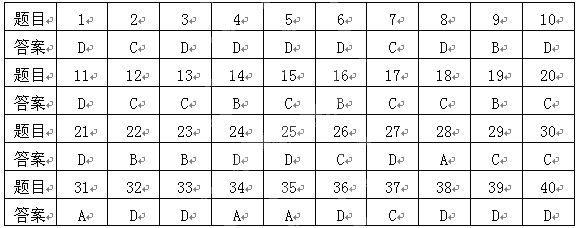 题目 1 2 3 4 5 6 7 8 9 10
答案 D C D D D D C D B D
题目 11 12 13 14 15 16 17 18 19 20
答案 D C C B C B C C B C
题目 21 22 23 24 25 26 27 28 29 30
答案 D B B D D C D A C C
题目 31 32 33 34 35 36 37 38 39 40
答案 A D D A A D C D D D